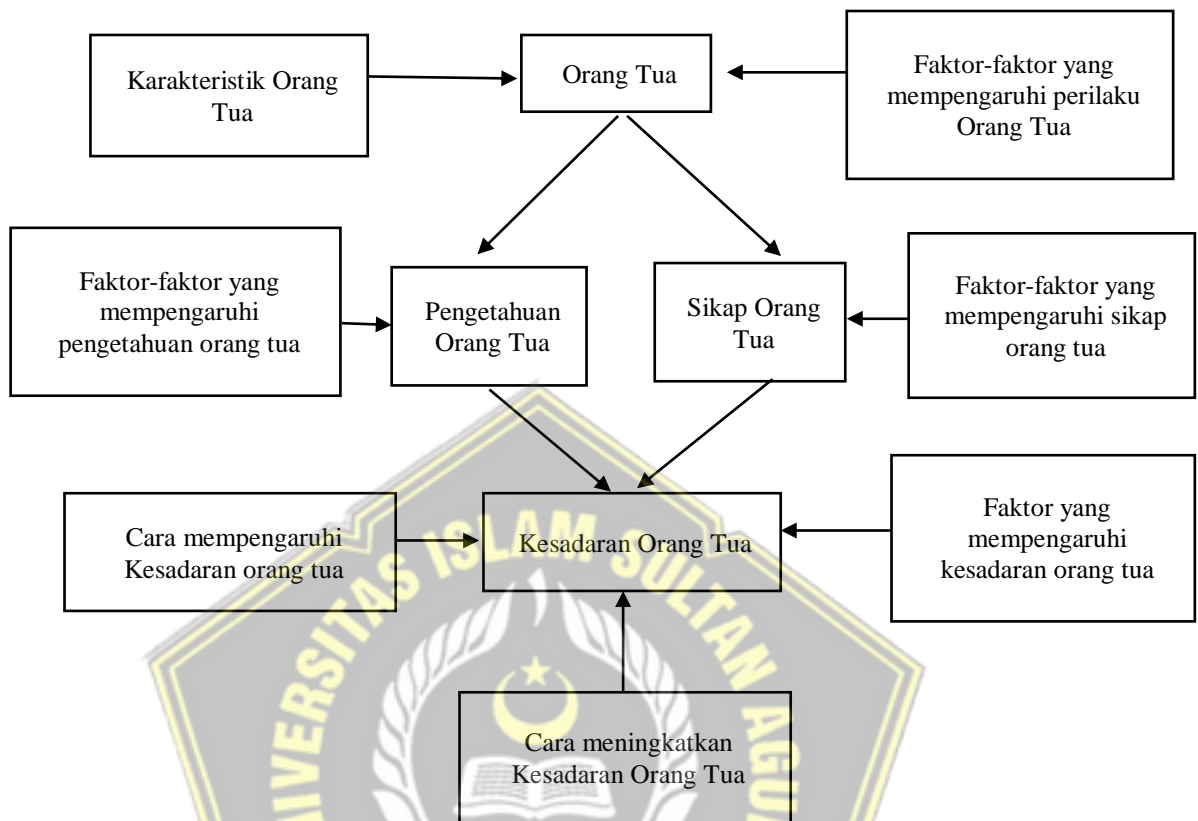 Karakteristik Orang
Tua
Orang Tua
Faktor-faktor yang
mempengaruhi perilaku
Orang Tua
Faktor-faktor yang
mempengaruhi
pengetahuan orang tua
Pengetahuan
Orang Tua
Sikap Orang
Tua
Faktor-faktor yang
mempengaruhi sikap
orang tua
Cara mempengaruhi
Kesadaran orang tua
Kesadaran Orang Tua
Faktor yang
mempengaruhi
kesadaran orang tua
Cara meningkatkan
Kesadaran Orang Tua
ISLAM SULTAN